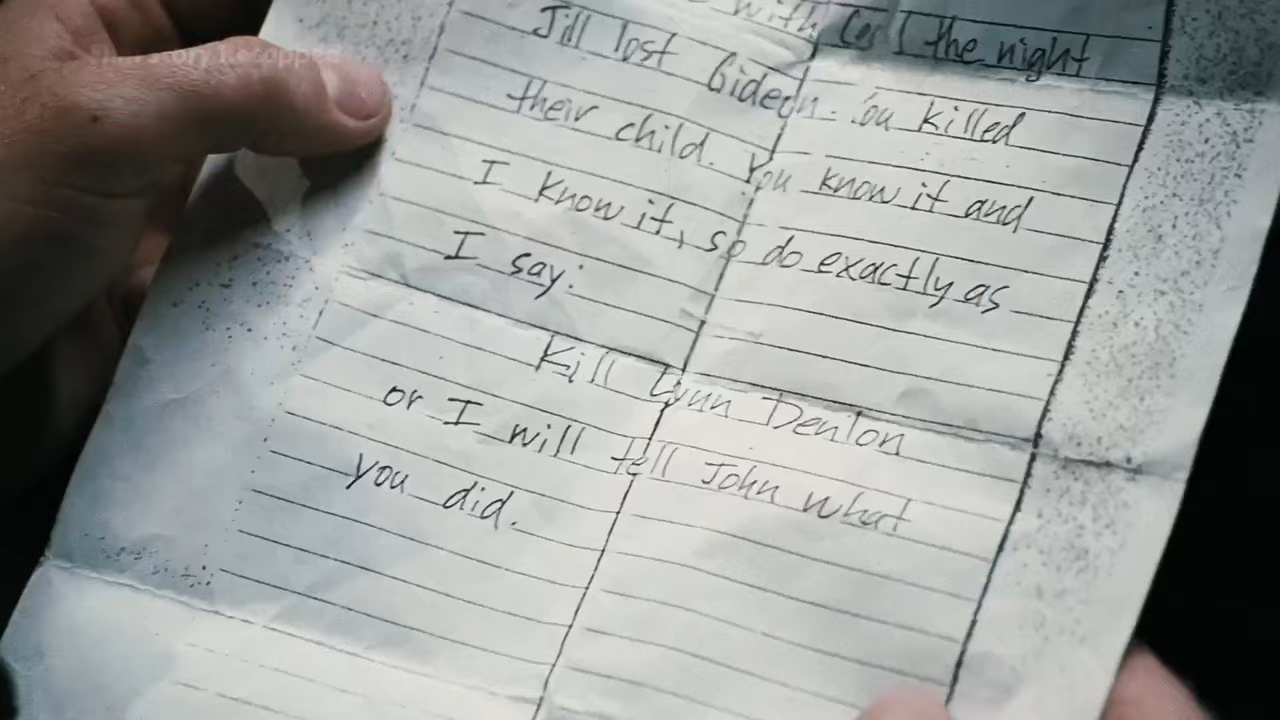 with Cecil the night
Jill lost Gideon. You killed
their child. You know it and
I know it, so do exactly as
I say:
Kill Lynn Denlon
or I will tell John what
you did.